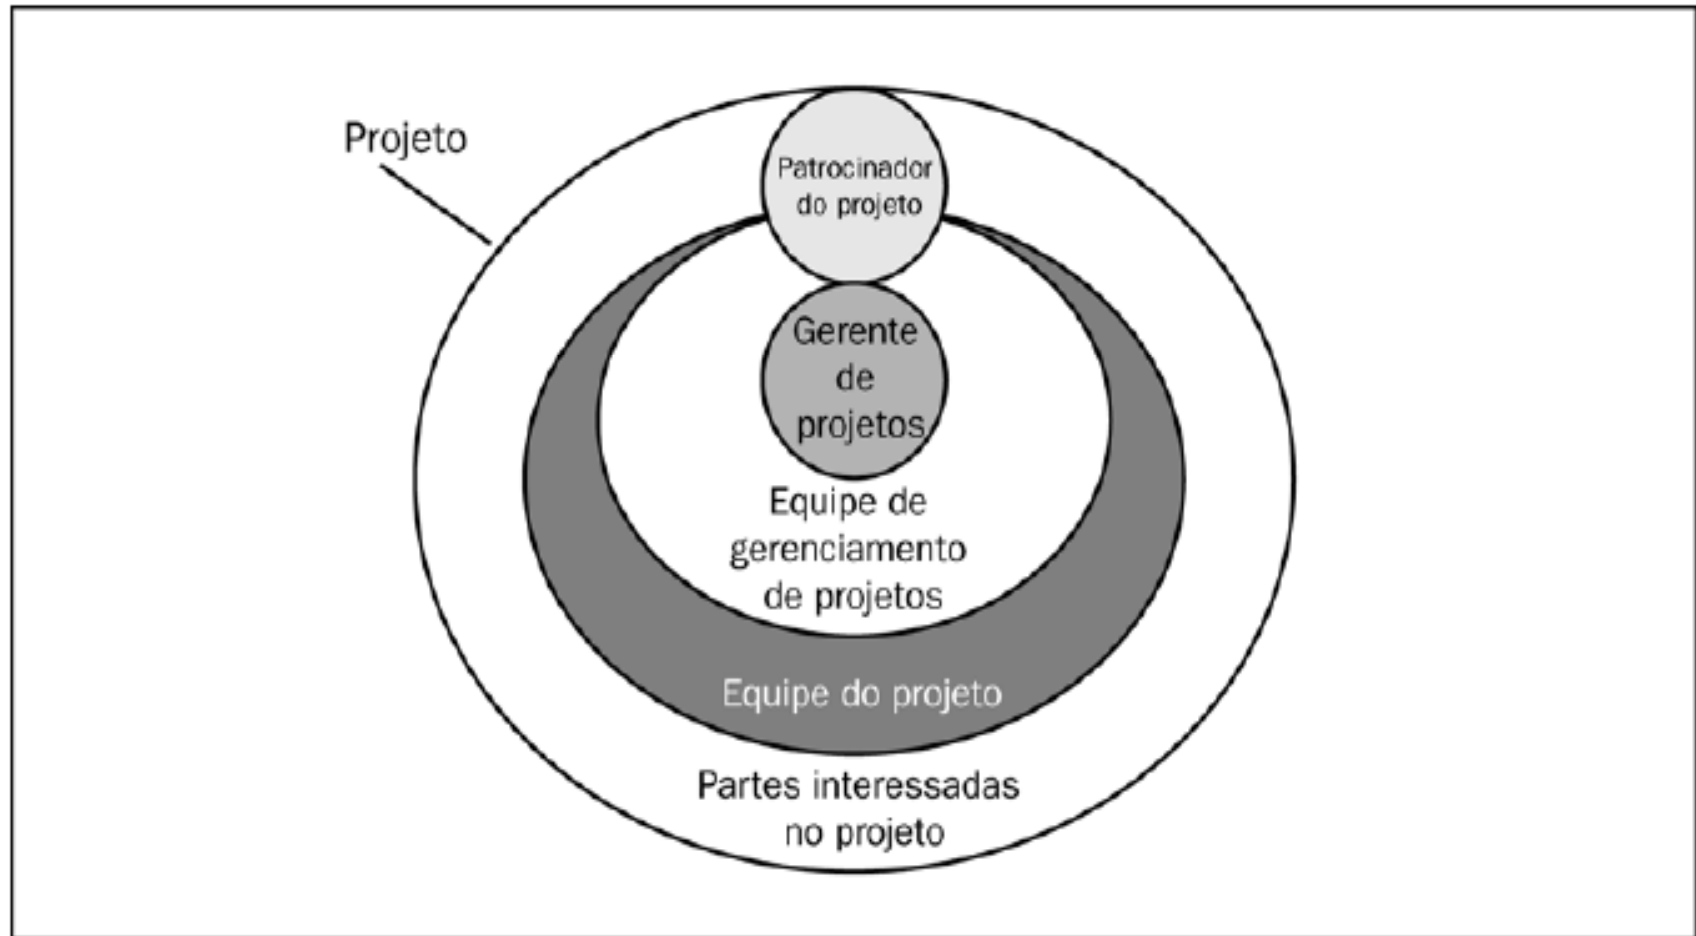 Projeto
Patrocinador
do projeto
Gerente
de
projetos
Equipe de
gerenciamento
de projetos
Equipe do projeto
Partes interessadas
no projeto